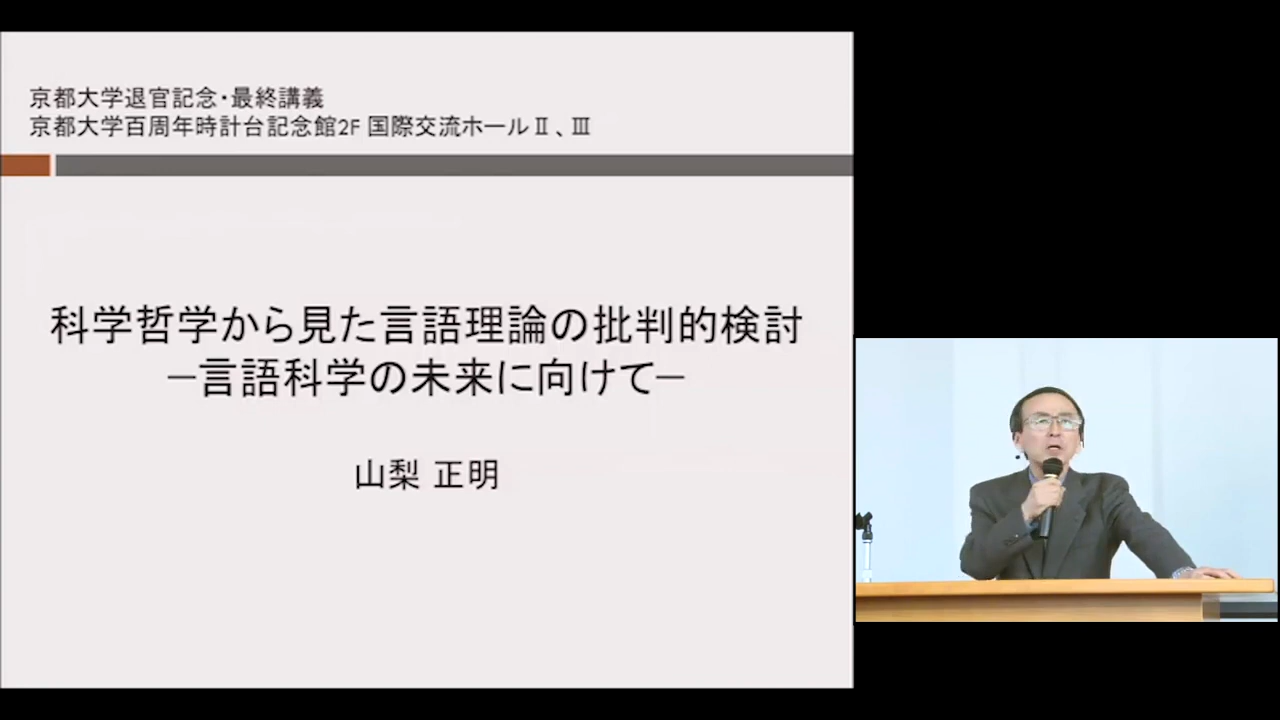 京都大学退官記念・最終講義
京都大学百周年時計台記念館2F 国際交流ホールⅡ、Ⅲ
科学哲学から見た言語理論の批判的検討
−言語科学の未来に向けて−
山梨 正明